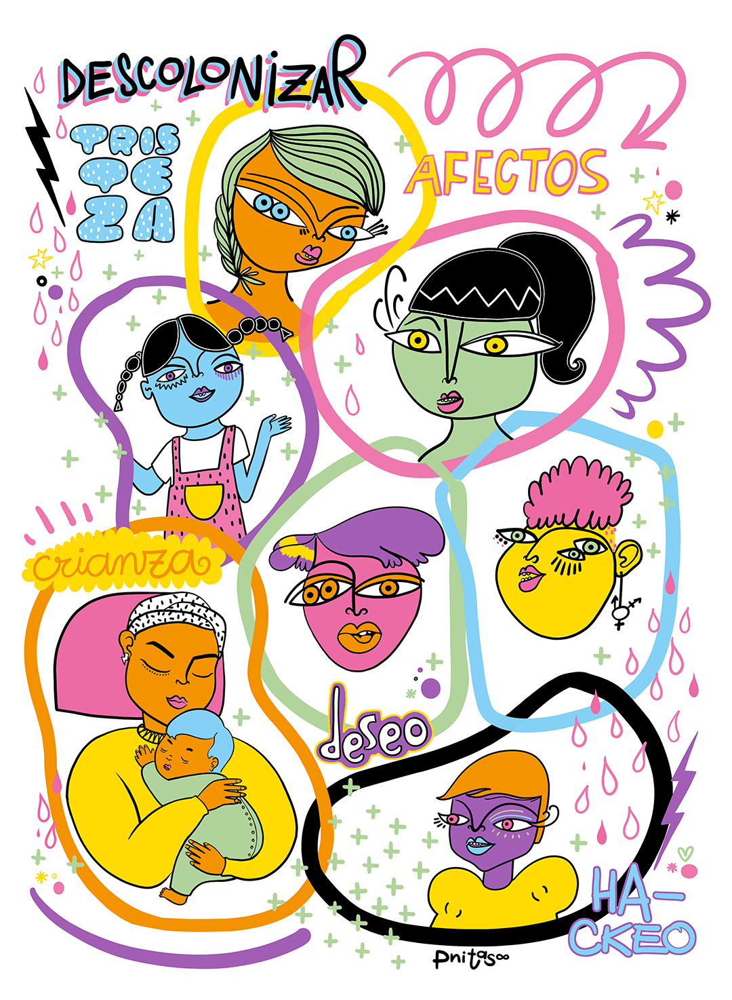 DESCOLONiZAR
TRIS
TE
ZA
AFECTOS
crianza
deseo
HA-
CKEO
pnitas∞